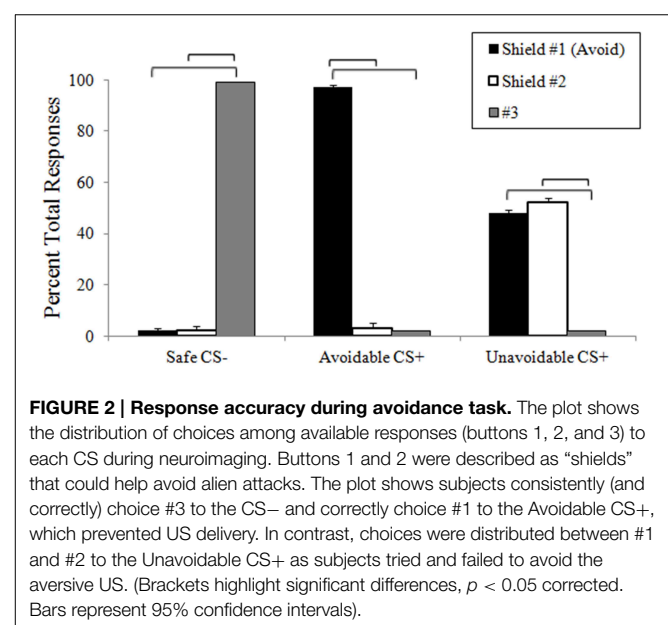 Shield #1 (Avoid)
Shield #2
#3
Percent Total Responses
100
80
60
40
20
0
Safe CS-
Avoidable CS+
Unavoidable CS+
FIGURE 2 | Response accuracy during avoidance task. The plot shows
the distribution of choices among available responses (buttons 1, 2, and 3) to
each CS during neuroimaging. Buttons 1 and 2 were described as “shields”
that could help avoid alien attacks. The plot shows subjects consistently (and
correctly) choice #3 to the CS− and correctly choice #1 to the Avoidable CS+,
which prevented US delivery. In contrast, choices were distributed between #1
and #2 to the Unavoidable CS+ as subjects tried and failed to avoid the
aversive US. (Brackets highlight significant differences, p < 0.05 corrected.
Bars represent 95% confidence intervals).